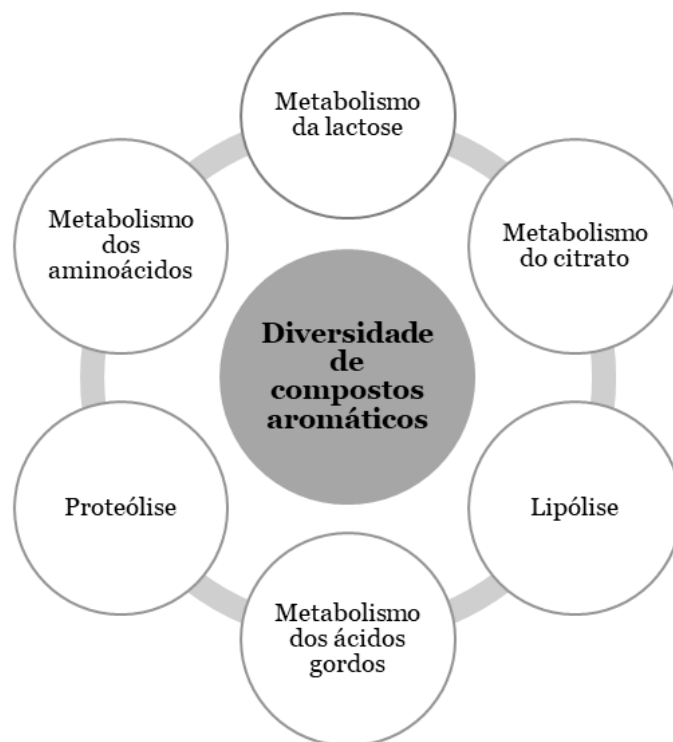 Metabolismo
da lactose
Metabolismo
do citrato
Lipólise
Metabolismo
dos ácidos
gordos
Proteólise
Metabolismo
dos
aminoácidos
Diversidade
de
compostos
aromáticos